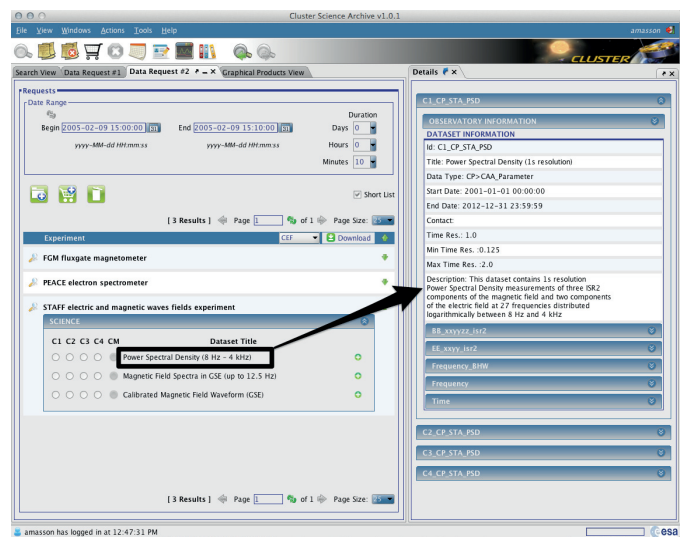 Cluster Science Archive v1.0.1
File View Windows Actions Tools Help
amasson
CLUSTER
Search View Data Request #1 Data Request #2 Graphical Products View
Requests
Date Range
Duration
Begin 2005-02-09 15:00:00 End 2005-02-09 15:10:00 Days 0
yyyy-MM-dd HH:mm:ss yyyy-MM-dd HH:mm:ss Hours 0
Minutes 10
Short List
[ 3 Results ] Page 1 of 1 Page Size: 25
Experiment CEF Download
FGM fluxgate magnetometer
PEACE electron spectrometer
STAFF electric and magnetic waves fields experiment
SCIENCE
C1 C2 C3 C4 CM Dataset Title
Power Spectral Density (8 Hz - 4 kHz)
Magnetic Field Spectra in GSE (up to 12.5 Hz)
Calibrated Magnetic Field Waveform (GSE)
[ 3 Results ] Page 1 of 1 Page Size: 25
Details
C1_CP_STA_PSD
OBSERVATORY INFORMATION
DATASET INFORMATION
Id: C1_CP_STA_PSD
Title: Power Spectral Density (1s resolution)
Data Type: CP>CAA_Parameter
Start Date: 2001-01-01 00:00:00
End Date: 2012-12-31 23:59:59
Contact:
Time Res.: 1.0
Min Time Res. :0.125
Max Time Res. :2.0
Description: This dataset contains 1s resolution
Power Spectral Density measurements of three ISR2
components of the magnetic field and two components
of the electric field at 27 frequencies distributed
logarithmically between 8 Hz and 4 kHz
BB_xxyyzz_isr2
EE_xxyy_isr2
Frequency_BHW
Frequency
Time
C2_CP_STA_PSD
C3_CP_STA_PSD
C4_CP_STA_PSD
amasson has logged in at 12:47:31 PM
esa